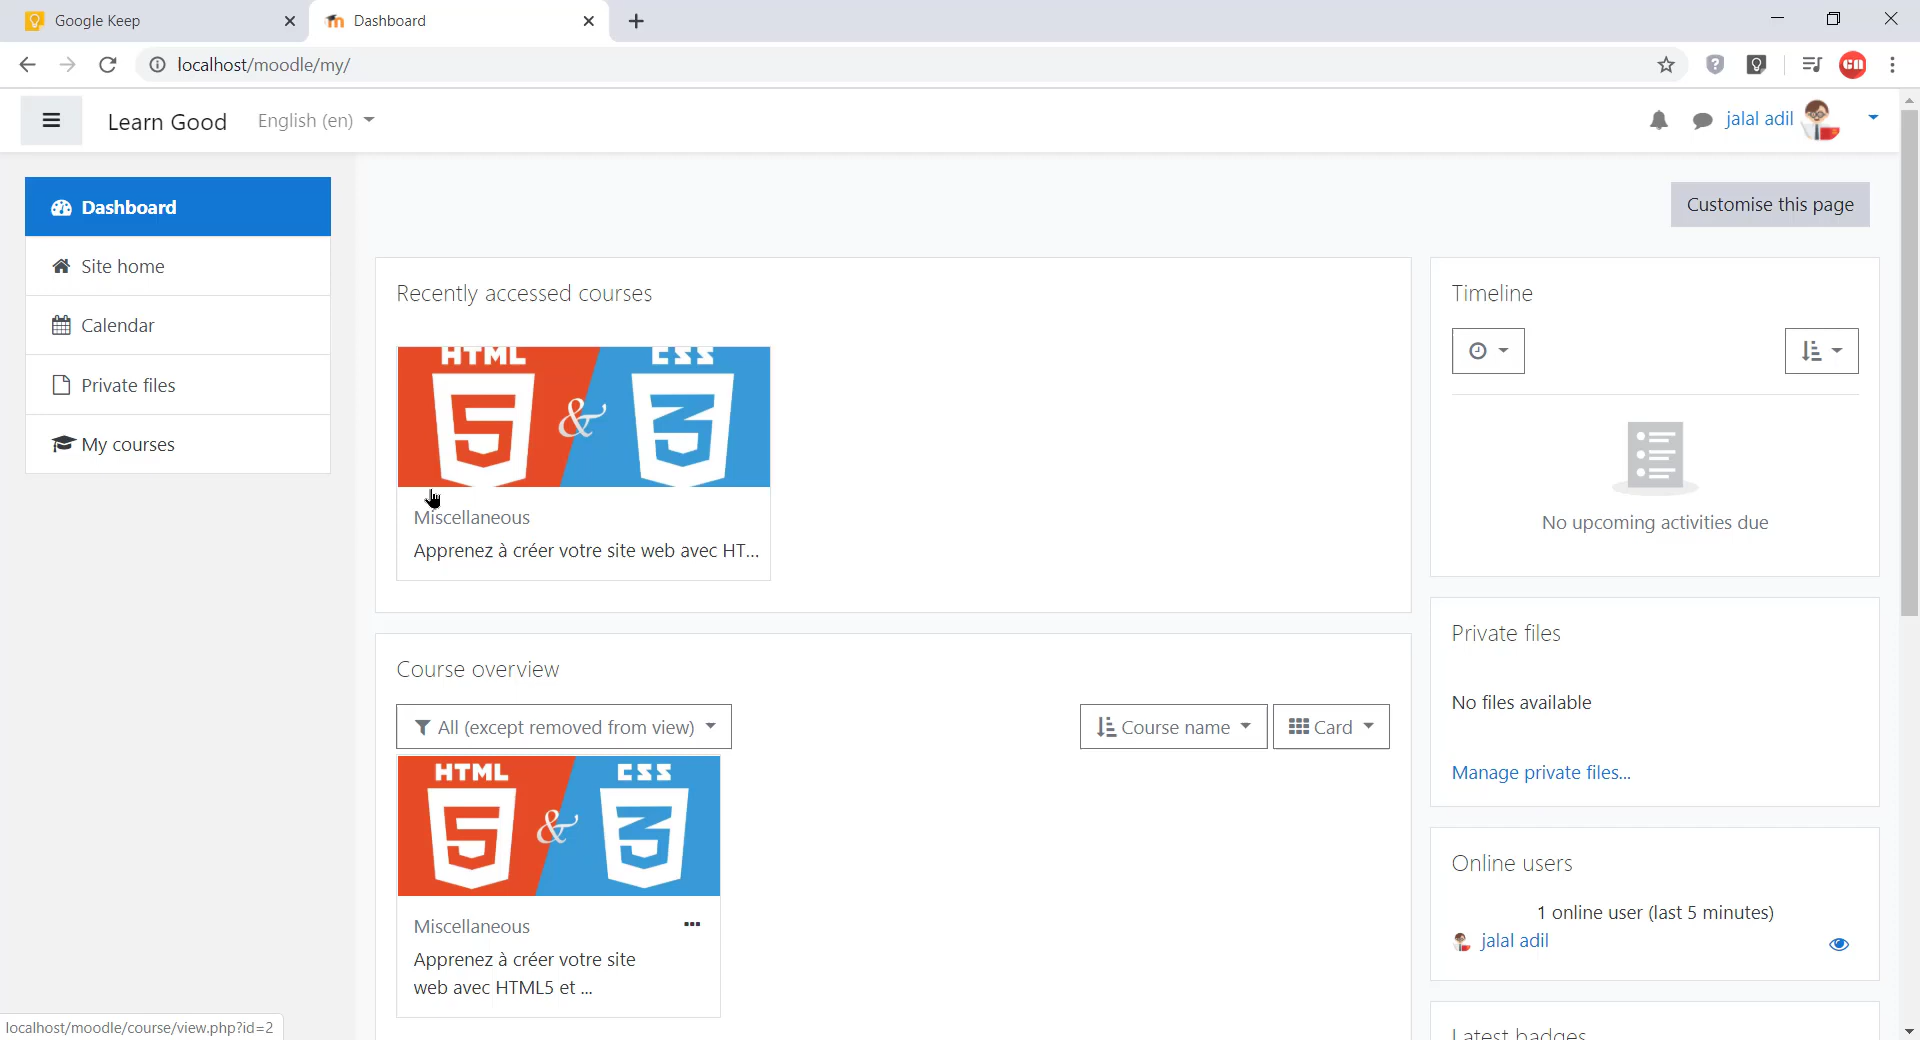 Google Keep
Dashboard
localhost/moodle/my/
Learn Good
English (en)
jalal adil
Dashboard
Site home
Calendar
Private files
My courses
Customise this page
Recently accessed courses
HTML
5
&
CSS
3
Miscellaneous
Apprenez à créer votre site web avec HT...
Course overview
All (except removed from view)
Course name
Card
HTML
5
&
CSS
3
Miscellaneous
Apprenez à créer votre site
web avec HTML5 et ...
Timeline
No upcoming activities due
Private files
No files available
Manage private files...
Online users
1 online user (last 5 minutes)
jalal adil
Latest badges
localhost/moodle/course/view.php?id=2